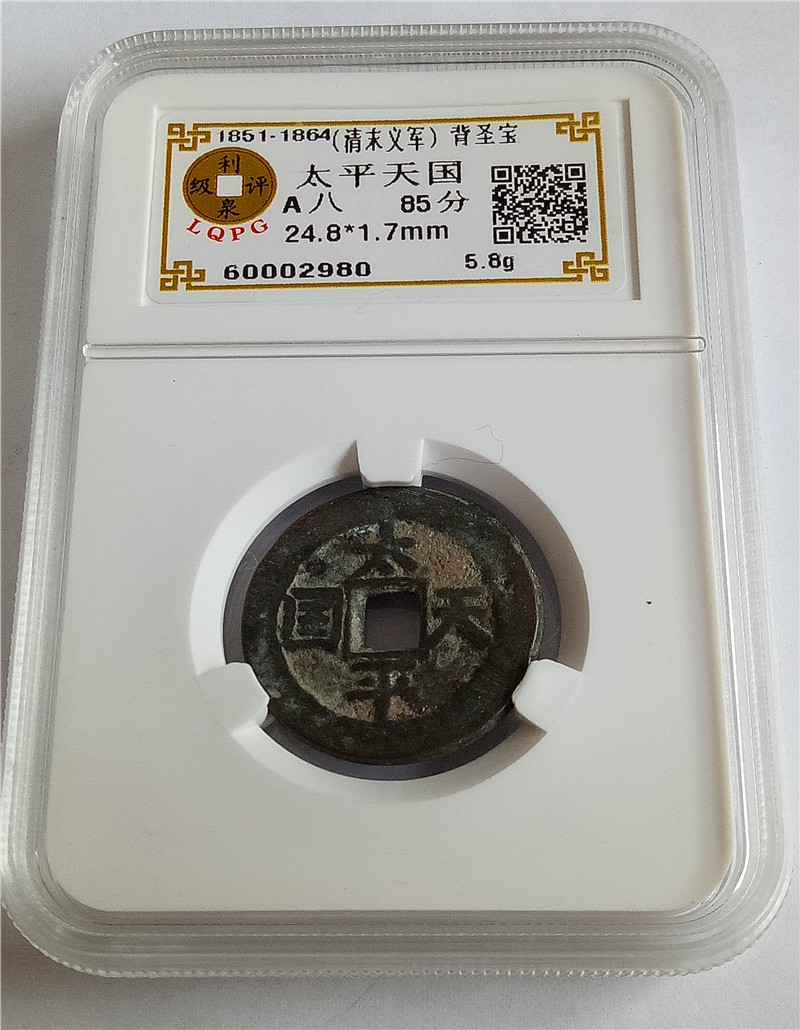 1851-1864(清末义军) 背圣宝
利
级 评
泉
LQPG
太平天国
A八 85分
24.8*1.7mm
60002980 5.8g
太
国 天
平